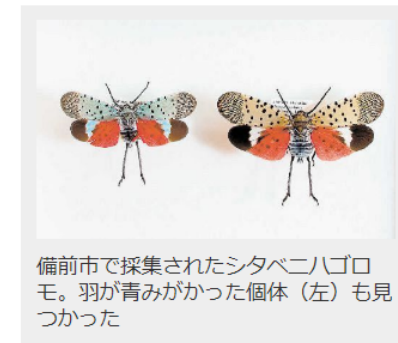 備前市で採集されたシタベニハゴロ
モ。羽が青みがかった個体（左）も見
つかった